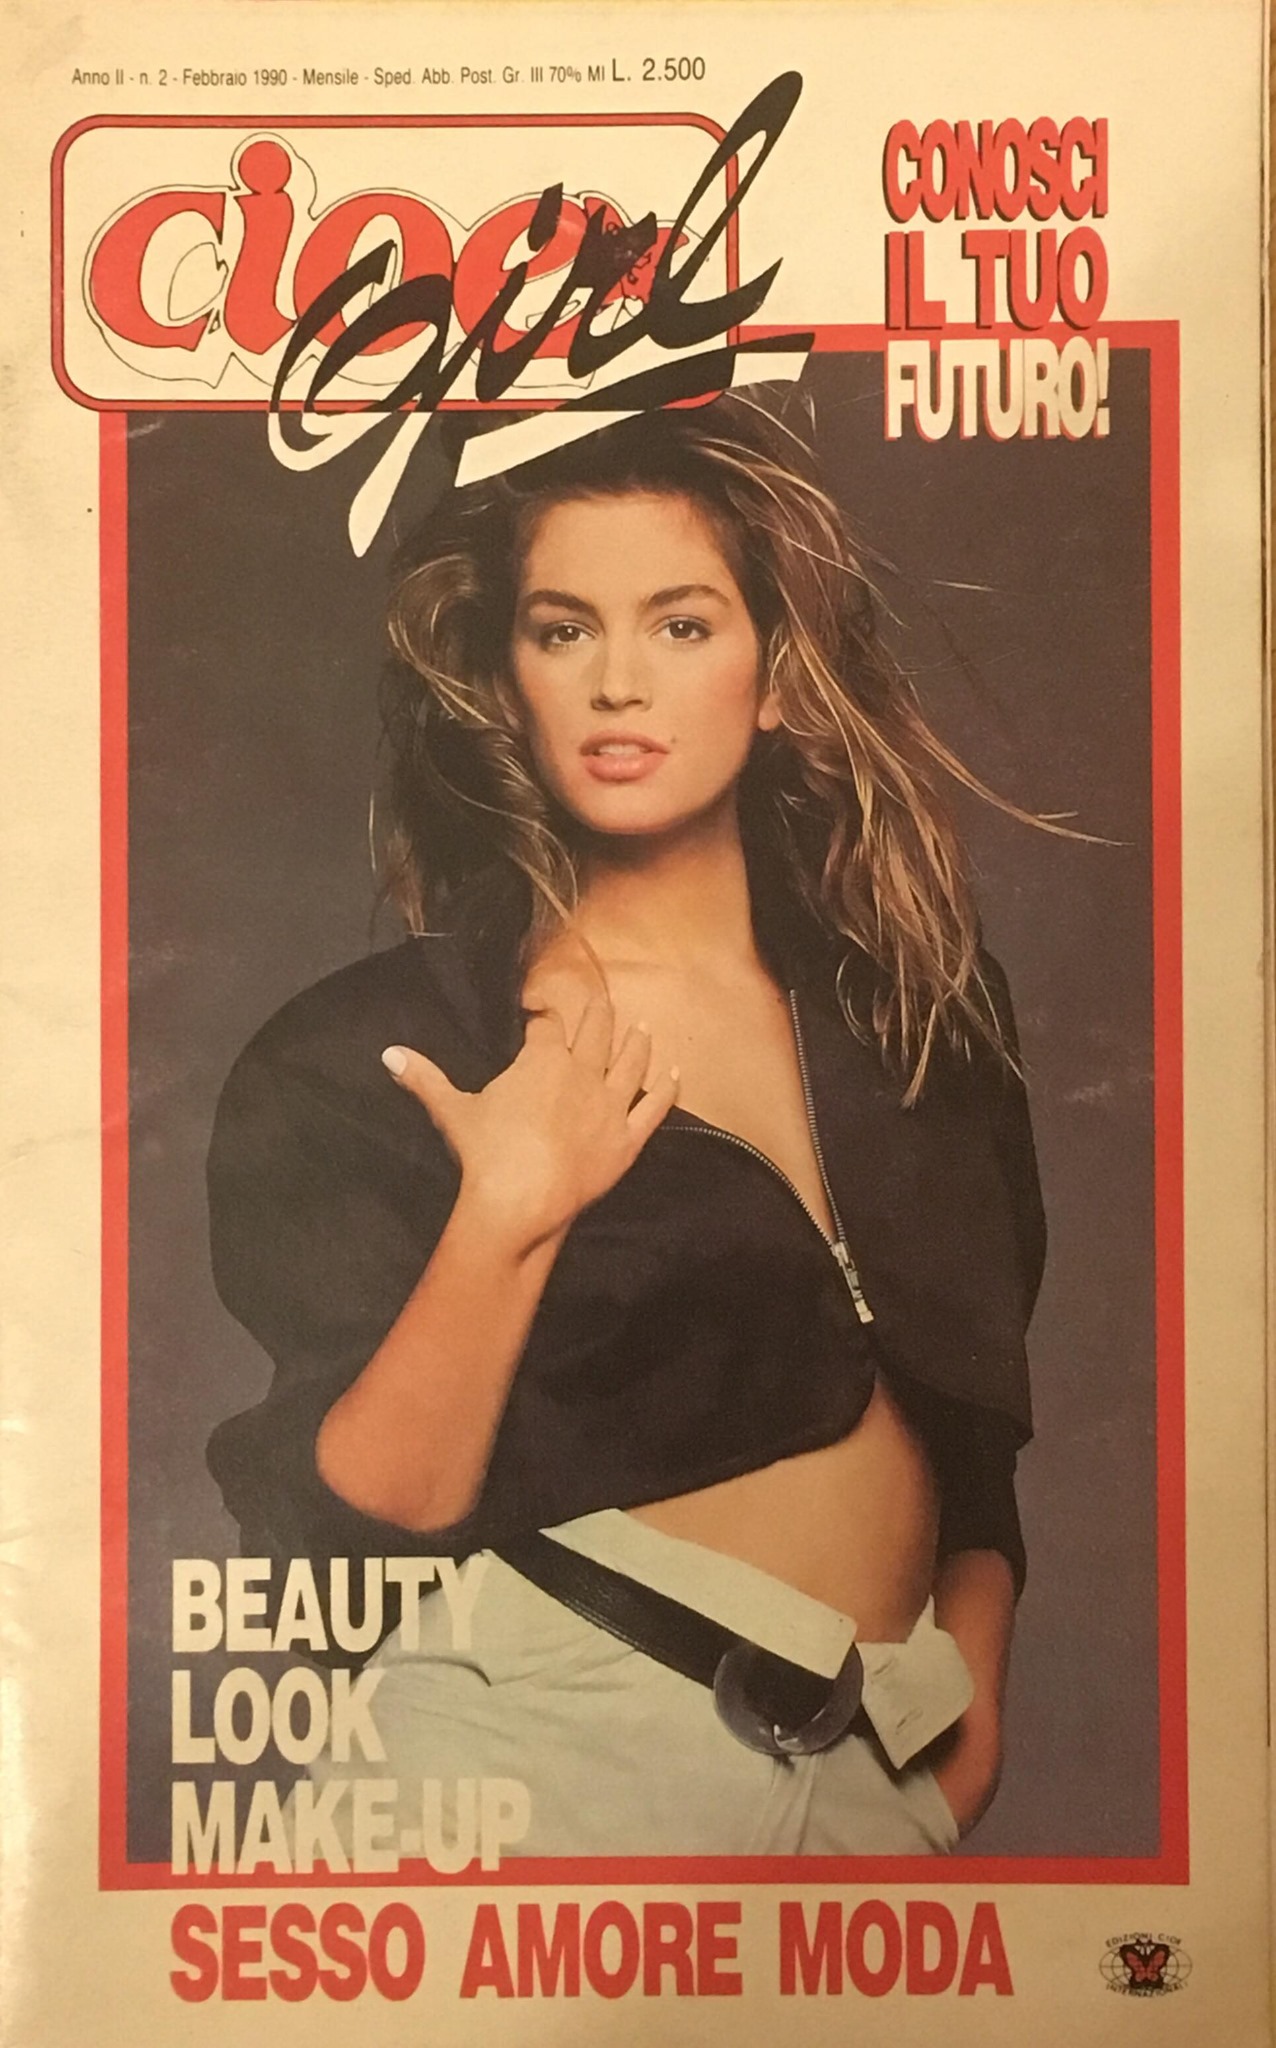 Anno II - n. 2 - Febbraio 1990 - Mensile - Sped. Abb. Post. Gr. III 70% MI L. 2.500
cioè
girl
CONOSCI
IL TUO
FUTURO!
BEAUTY
LOOK
MAKE-UP
SESSO AMORE MODA
EDIZIONI CIOE
INTERNAZIONALI